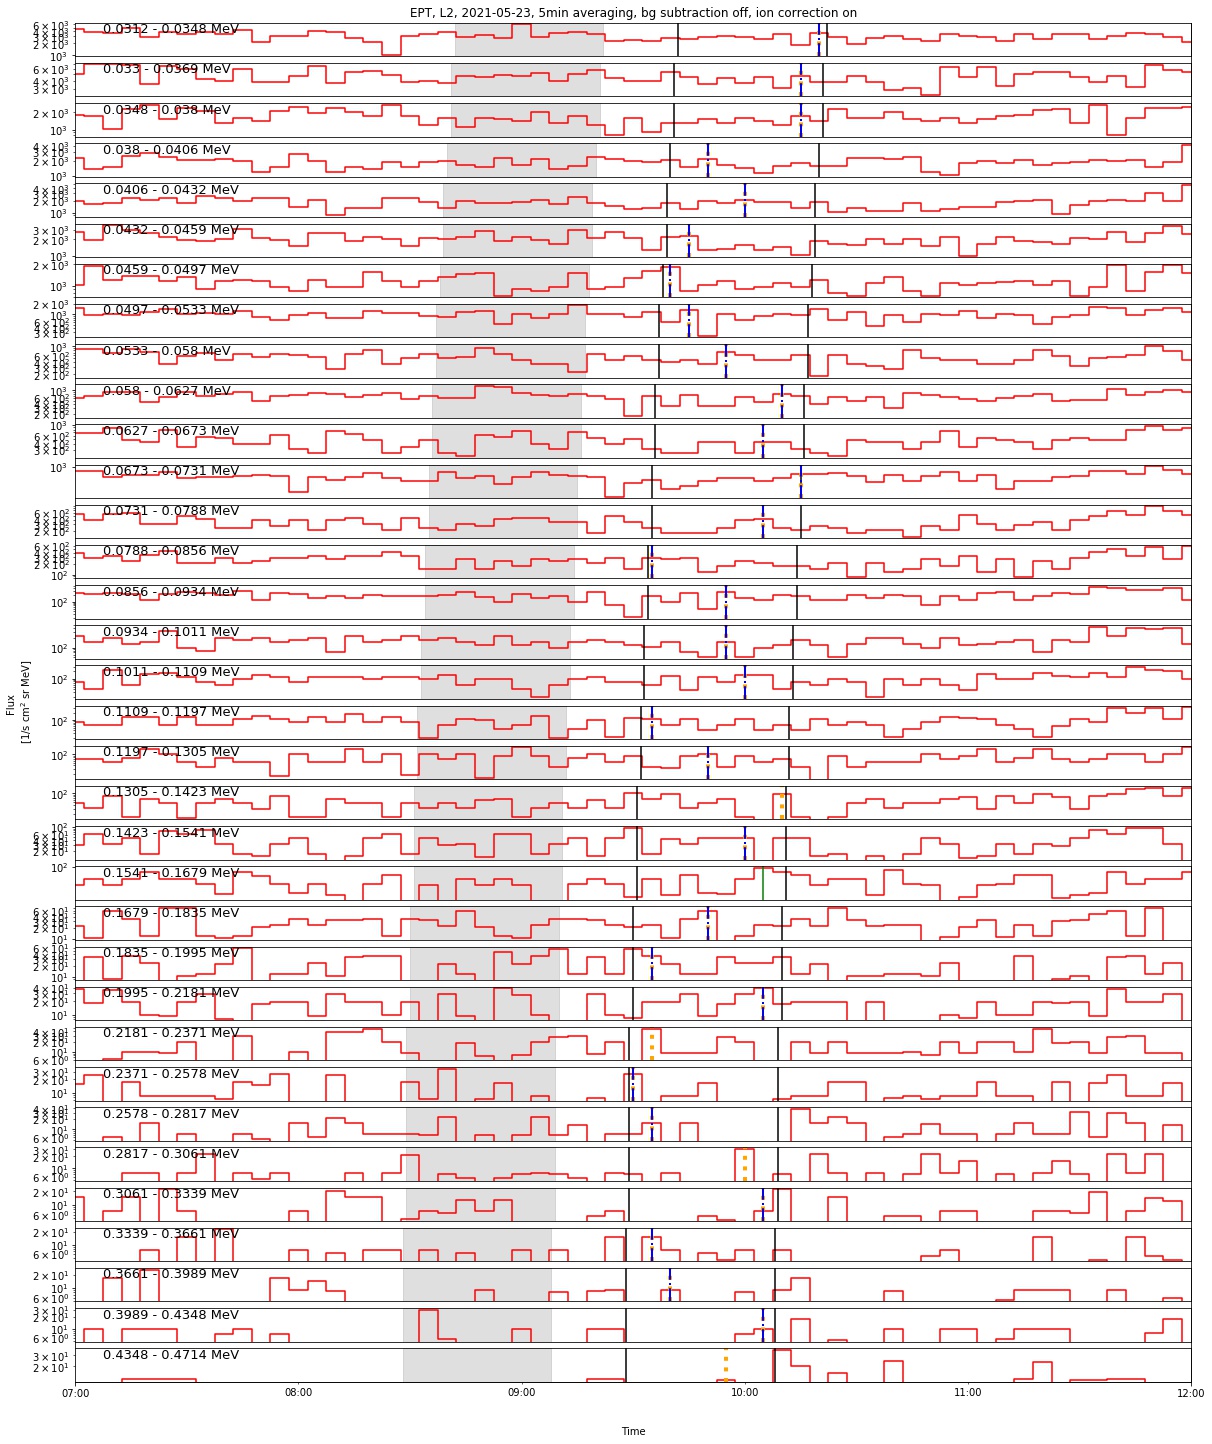 EPT, L2, 2021-05-23, 5min averaging, bg subtraction off, ion correction on
0.0312 - 0.0348 MeV
0.033 - 0.0369 MeV
0.0348 - 0.038 MeV
0.038 - 0.0406 MeV
0.0406 - 0.0432 MeV
0.0432 - 0.0459 MeV
0.0459 - 0.0497 MeV
0.0497 - 0.0533 MeV
0.0533 - 0.058 MeV
0.058 - 0.0627 MeV
0.0627 - 0.0673 MeV
0.0673 - 0.0731 MeV
0.0731 - 0.0788 MeV
0.0788 - 0.0856 MeV
0.0856 - 0.0934 MeV
0.0934 - 0.1011 MeV
0.1011 - 0.1109 MeV
0.1109 - 0.1197 MeV
0.1197 - 0.1305 MeV
0.1305 - 0.1423 MeV
0.1423 - 0.1541 MeV
0.1541 - 0.1679 MeV
0.1679 - 0.1835 MeV
0.1835 - 0.1995 MeV
0.1995 - 0.2181 MeV
0.2181 - 0.2371 MeV
0.2371 - 0.2578 MeV
0.2578 - 0.2817 MeV
0.2817 - 0.3061 MeV
0.3061 - 0.3339 MeV
0.3339 - 0.3661 MeV
0.3661 - 0.3989 MeV
0.3989 - 0.4348 MeV
0.4348 - 0.4714 MeV
Flux
[1/s cm² sr MeV]
07:00 08:00 09:00 10:00 11:00 12:00
Time